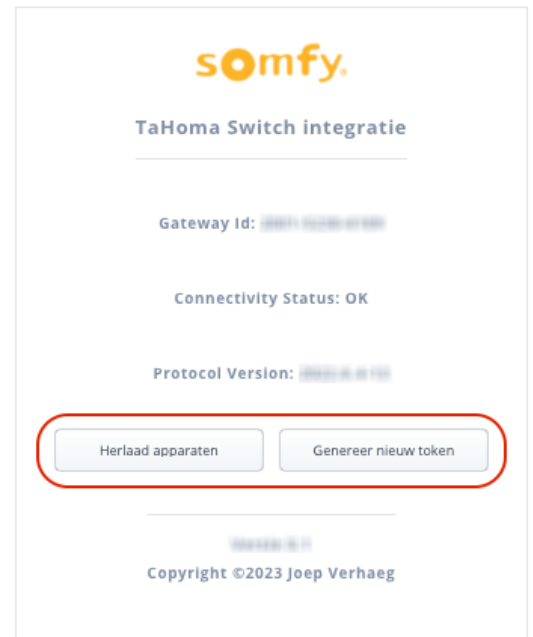 somfy.
TaHoma Switch integratie
Gateway Id:
Connectivity Status: OK
Protocol Version:
Herlaad apparaten
Genereer nieuw token
Copyright ©2023 Joep Verhaeg